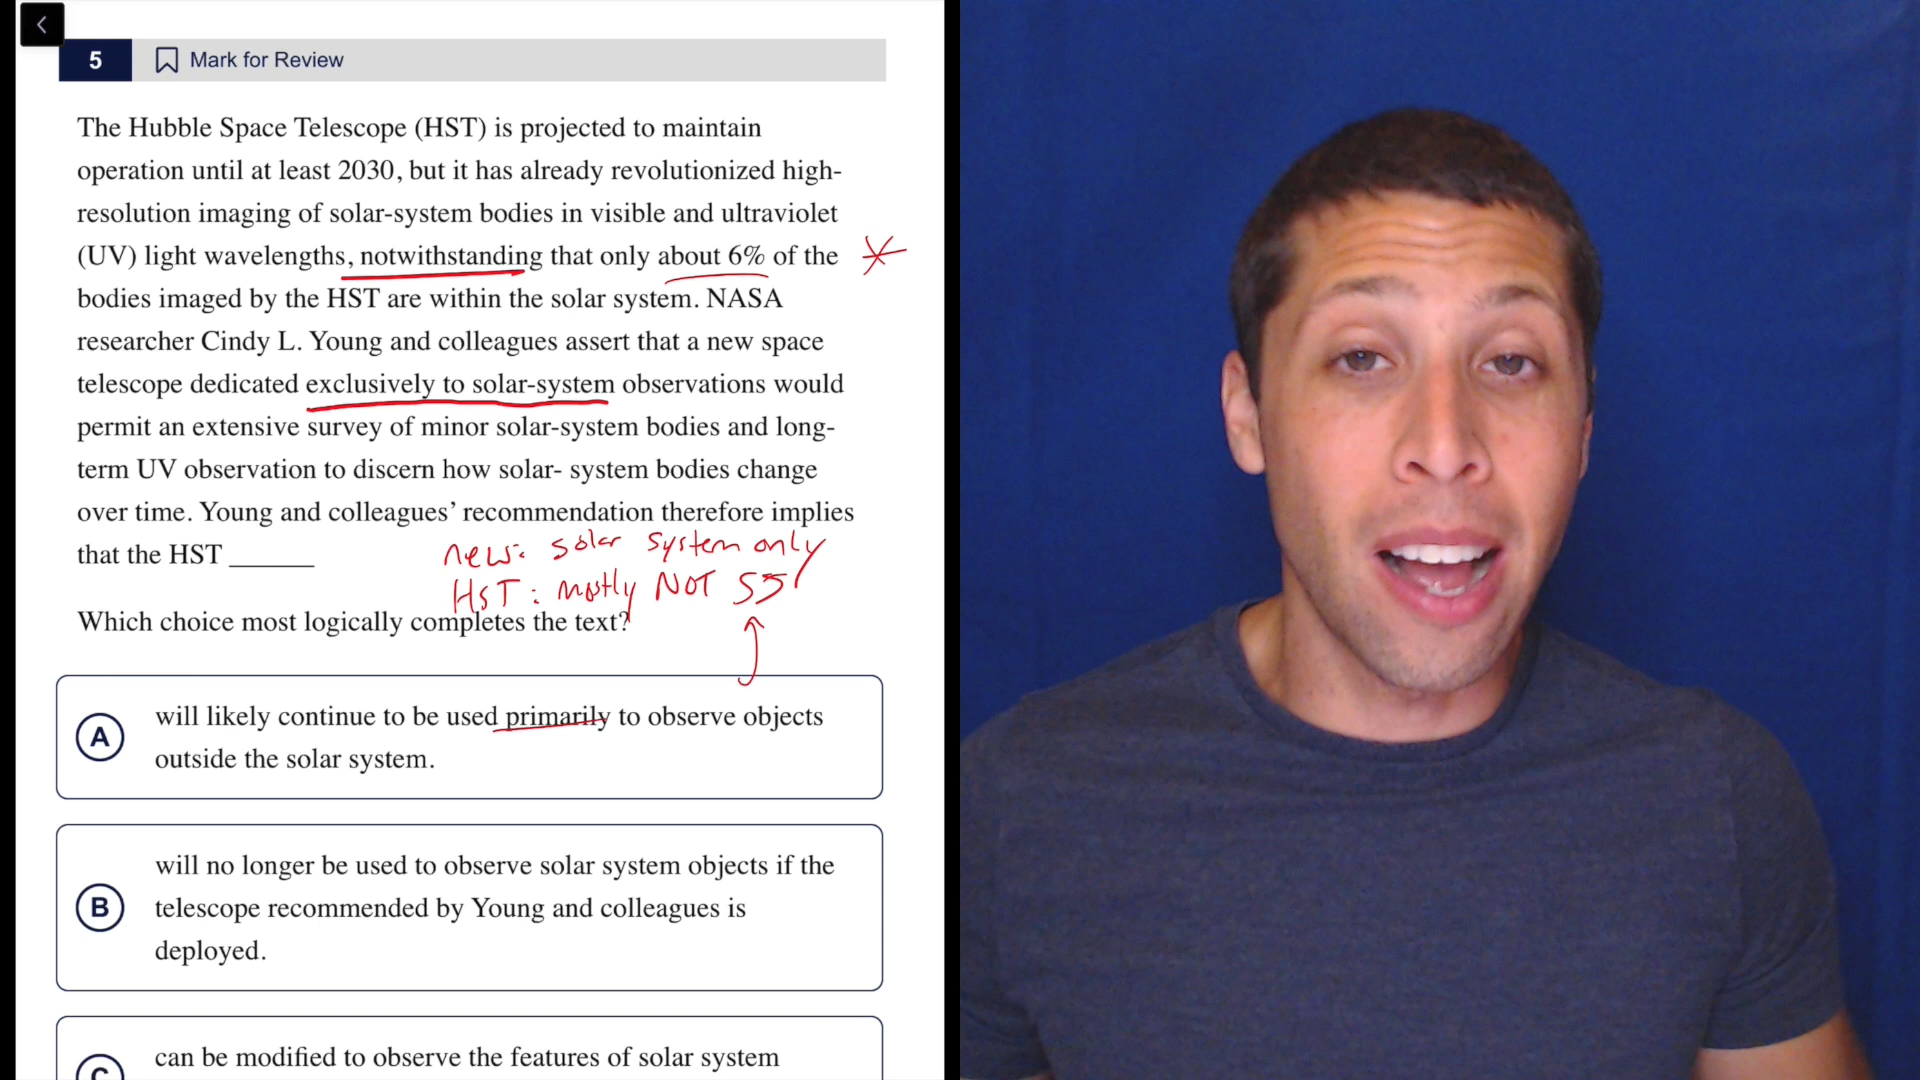 5 Mark for Review
The Hubble Space Telescope (HST) is projected to maintain
operation until at least 2030, but it has already revolutionized high-
resolution imaging of solar-system bodies in visible and ultraviolet
(UV) light wavelengths, notwithstanding that only about 6% of the
bodies imaged by the HST are within the solar system. NASA
researcher Cindy L. Young and colleagues assert that a new space
telescope dedicated exclusively to solar-system observations would
permit an extensive survey of minor solar-system bodies and long-
term UV observation to discern how solar- system bodies change
over time. Young and colleagues’ recommendation therefore implies
that the HST ______
new: solar system only
HST: mostly NOT SS
Which choice most logically completes the text?
A will likely continue to be used primarily to observe objects
outside the solar system.
B will no longer be used to observe solar system objects if the
telescope recommended by Young and colleagues is
deployed.
C can be modified to observe the features of solar system